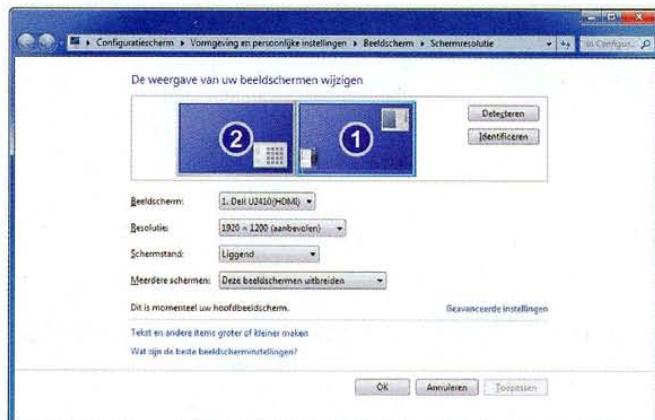 Configuratiescherm ▸ Vormgeving en persoonlijke instellingen ▸ Beeldscherm ▸ Schermresolutie
De weergave van uw beeldschermen wijzigen
2
1
Detecteren
Identificeren
Beeldscherm: 1. Dell U2410(HDMI)
Resolutie: 1920 × 1200 (aanbevolen)
Schermstand: Liggend
Meerdere schermen: Deze beeldschermen uitbreiden
Dit is momenteel uw hoofdbeeldscherm.
Geavanceerde instellingen
Tekst en andere items groter of kleiner maken
Wat zijn de beste beeldscherminstellingen?
OK
Annuleren
Toepassen